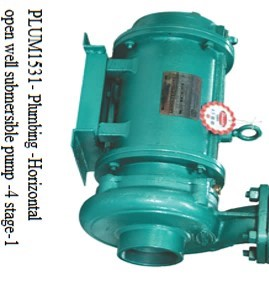 PLUM1531- Plumbing -Horizontal
open well submersible pump -4 stage-1